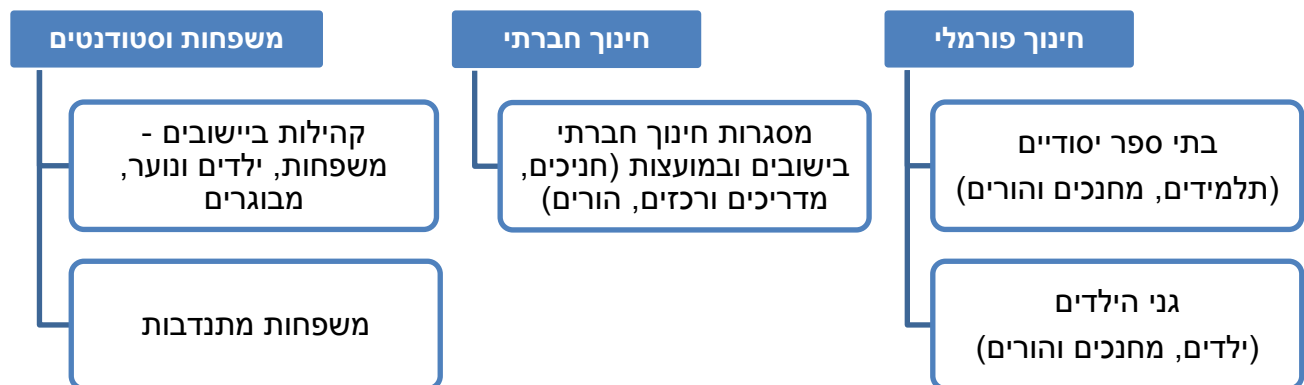 חינוך פורמלי
בתי ספר יסודיים
(תלמידים, מחנכים והורים)
גני הילדים
(ילדים, מחנכים והורים)
חינוך חברתי
מסגרות חינוך חברתי
בישובים ובמועצות (חניכים,
מדריכים ורכזים, הורים)
משפחות וסטודנטים
קהילות ביישובים -
משפחות, ילדים ונוער,
מבוגרים
משפחות מתנדבות